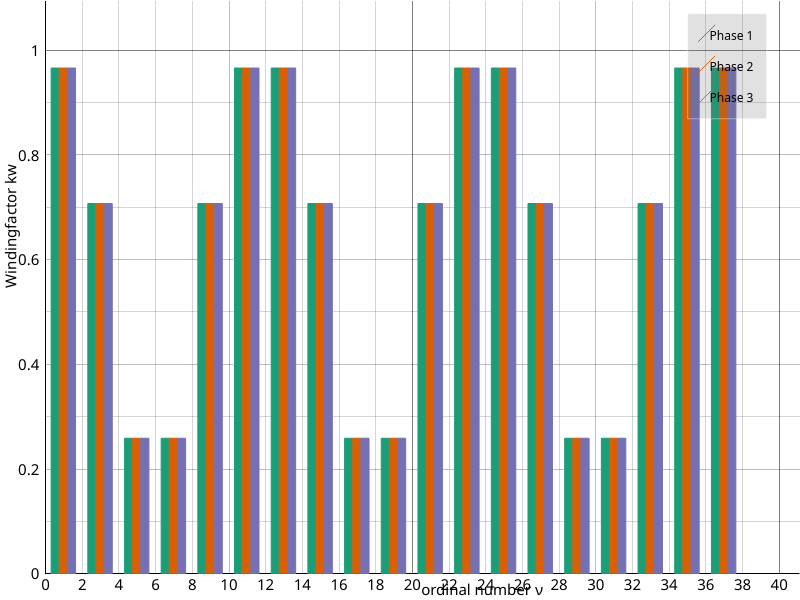 Phase 1
Phase 2
Phase 3
Windingfactor kw
1
0.8
0.6
0.4
0.2
0
0 2 4 6 8 10 12 14 16 18 20 22 24 26 28 30 32 34 36 38 40
ordinal number ν